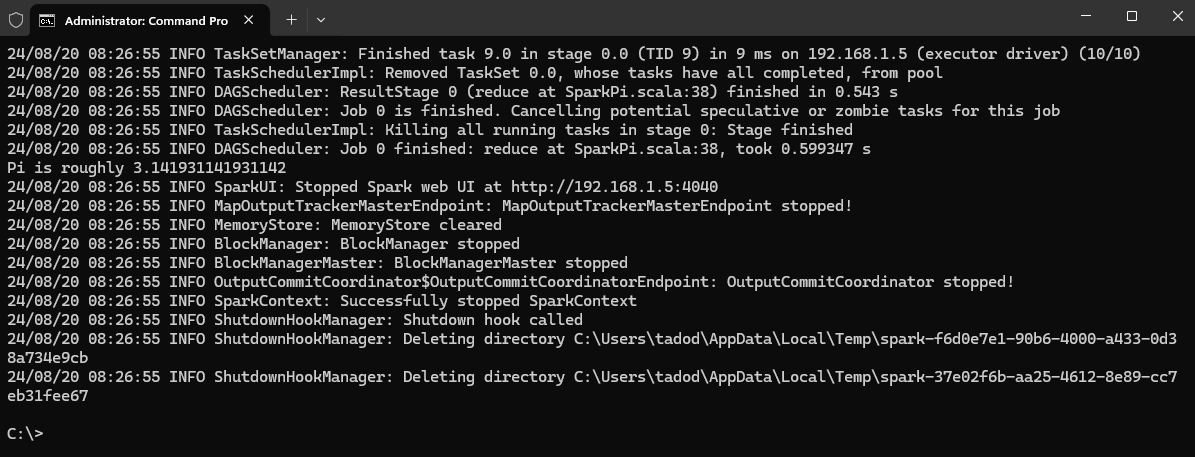 Administrator: Command Pro
24/08/20 08:26:55 INFO TaskSetManager: Finished task 9.0 in stage 0.0 (TID 9) in 9 ms on 192.168.1.5 (executor driver) (10/10)
24/08/20 08:26:55 INFO TaskSchedulerImpl: Removed TaskSet 0.0, whose tasks have all completed, from pool
24/08/20 08:26:55 INFO DAGScheduler: ResultStage 0 (reduce at SparkPi.scala:38) finished in 0.543 s
24/08/20 08:26:55 INFO DAGScheduler: Job 0 is finished. Cancelling potential speculative or zombie tasks for this job
24/08/20 08:26:55 INFO TaskSchedulerImpl: Killing all running tasks in stage 0: Stage finished
24/08/20 08:26:55 INFO DAGScheduler: Job 0 finished: reduce at SparkPi.scala:38, took 0.599347 s
Pi is roughly 3.141931141931142
24/08/20 08:26:55 INFO SparkUI: Stopped Spark web UI at http://192.168.1.5:4040
24/08/20 08:26:55 INFO MapOutputTrackerMasterEndpoint: MapOutputTrackerMasterEndpoint stopped!
24/08/20 08:26:55 INFO MemoryStore: MemoryStore cleared
24/08/20 08:26:55 INFO BlockManager: BlockManager stopped
24/08/20 08:26:55 INFO BlockManagerMaster: BlockManagerMaster stopped
24/08/20 08:26:55 INFO OutputCommitCoordinator$OutputCommitCoordinatorEndpoint: OutputCommitCoordinator stopped!
24/08/20 08:26:55 INFO SparkContext: Successfully stopped SparkContext
24/08/20 08:26:55 INFO ShutdownHookManager: Shutdown hook called
24/08/20 08:26:55 INFO ShutdownHookManager: Deleting directory C:\Users\tadod\AppData\Local\Temp\spark-f6d0e7e1-90b6-4000-a433-0d3
8a734e9cb
24/08/20 08:26:55 INFO ShutdownHookManager: Deleting directory C:\Users\tadod\AppData\Local\Temp\spark-37e02f6b-aa25-4612-8e89-cc7
eb31fee67
C:\>